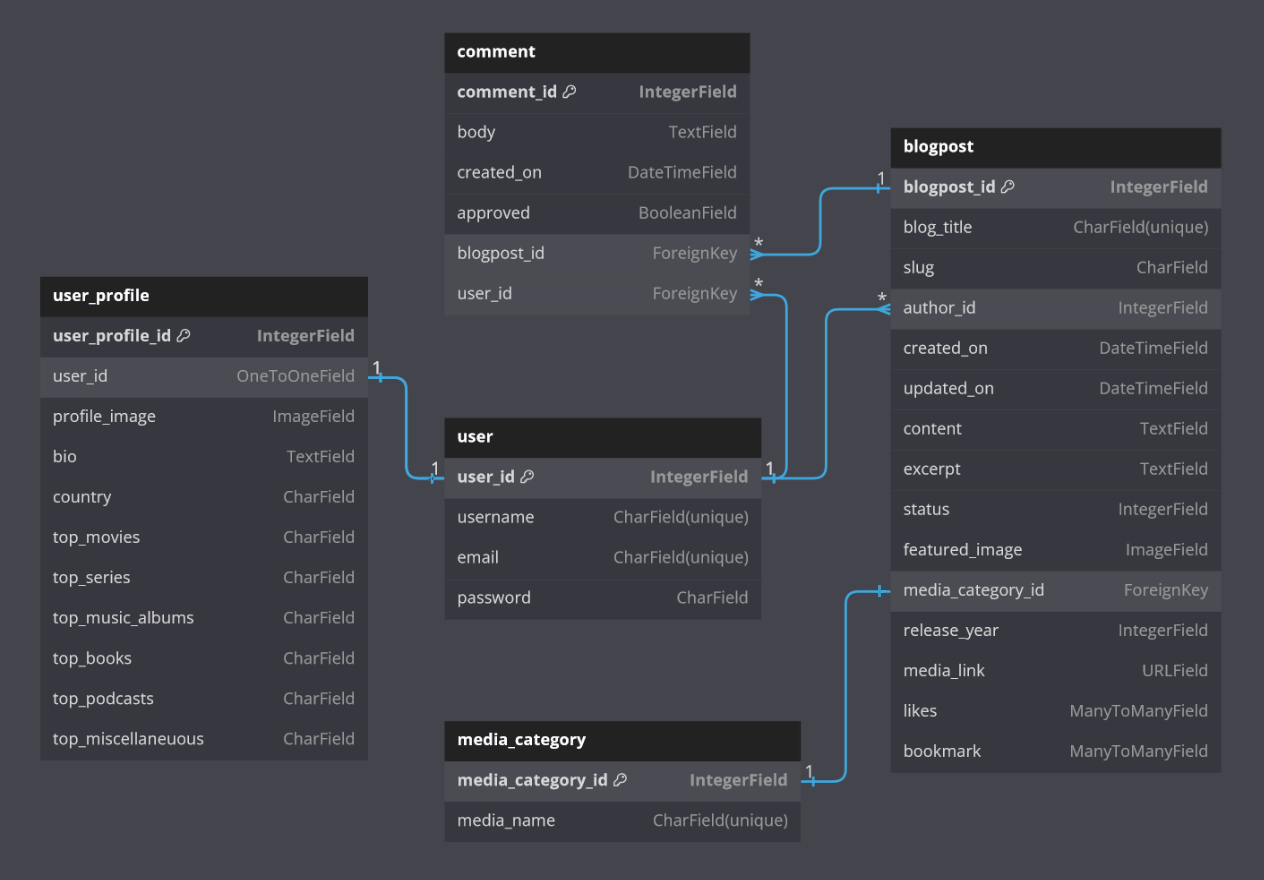 comment
comment_id IntegerField
body TextField
created_on DateTimeField
approved BooleanField
blogpost_id ForeignKey *
user_id ForeignKey *
blogpost
1 blogpost_id IntegerField
blog_title CharField(unique)
slug CharField
* author_id IntegerField
created_on DateTimeField
updated_on DateTimeField
content TextField
excerpt TextField
status IntegerField
featured_image ImageField
media_category_id ForeignKey
release_year IntegerField
media_link URLField
likes ManyToManyField
bookmark ManyToManyField
user_profile
user_profile_id IntegerField
user_id OneToOneField 1
profile_image ImageField
bio TextField
country CharField
top_movies CharField
top_series CharField
top_music_albums CharField
top_books CharField
top_podcasts CharField
top_miscellaneuous CharField
user
1 user_id IntegerField 1
username CharField(unique)
email CharField(unique)
password CharField
media_category
media_category_id IntegerField 1
media_name CharField(unique)